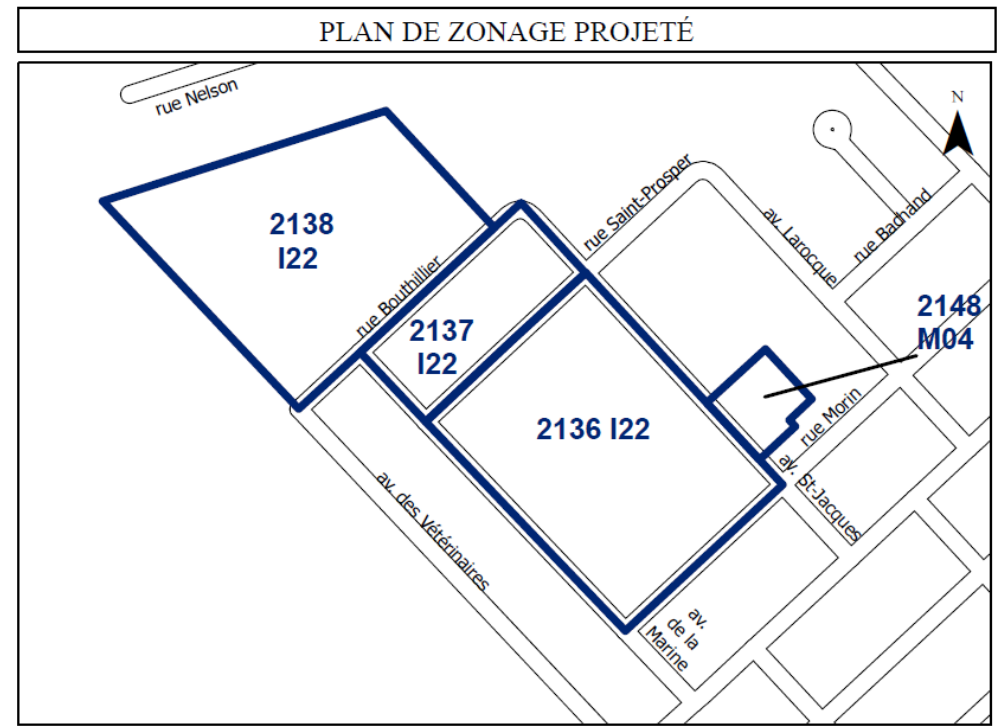 PLAN DE ZONAGE PROJETÉ
rue Nelson
N
2138
I22
rue Saint-Prosper
av. Larocque
rue Bachand
rue Bouthillier
2137
I22
2148
M04
2136 I22
rue Morin
av. St-Jacques
av. des Vétérinaires
av.
de la
Marine